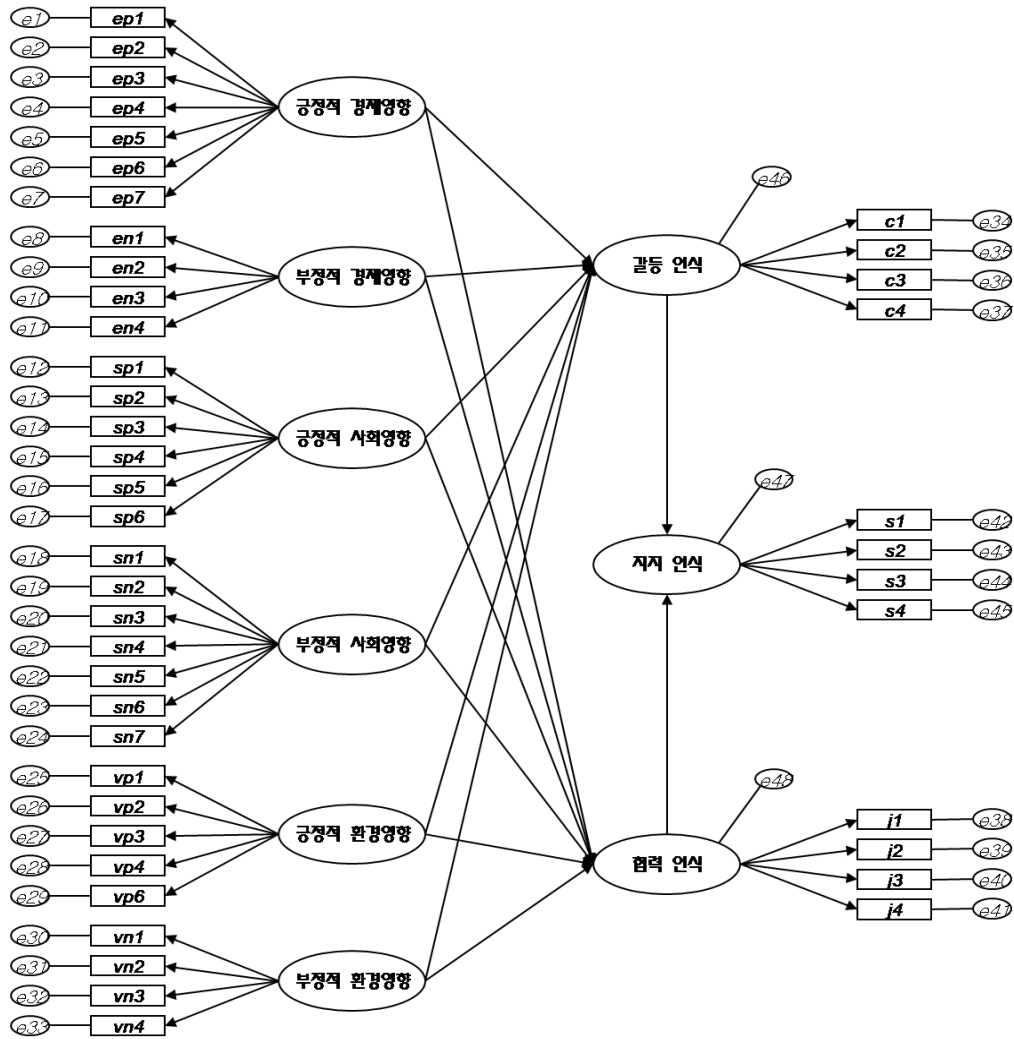 e1 ep1
e2 ep2
e3 ep3
e4 ep4
e5 ep5
e6 ep6
e7 ep7
긍정적 경제영향
e8 en1
e9 en2
e10 en3
e11 en4
부정적 경제영향
e12 sp1
e13 sp2
e14 sp3
e15 sp4
e16 sp5
e17 sp6
긍정적 사회영향
e18 sn1
e19 sn2
e20 sn3
e21 sn4
e22 sn5
e23 sn6
e24 sn7
부정적 사회영향
e25 vp1
e26 vp2
e27 vp3
e28 vp4
e29 vp6
긍정적 환경영향
e30 vn1
e31 vn2
e32 vn3
e33 vn4
부정적 환경영향
e46
갈등 인식
c1 e34
c2 e35
c3 e36
c4 e37
e47
지지 인식
s1 e42
s2 e43
s3 e44
s4 e45
e48
협력 인식
j1 e38
j2 e39
j3 e40
j4 e41